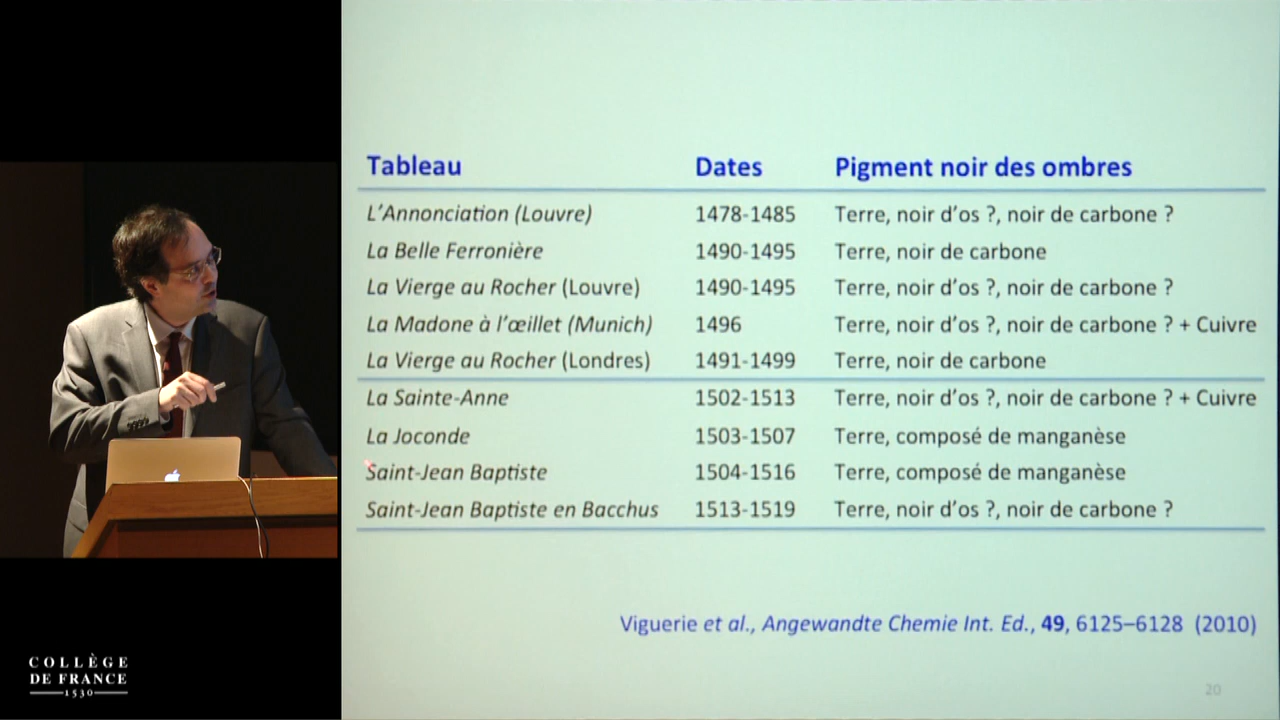 Tableau Dates Pigment noir des ombres
L'Annonciation (Louvre) 1478-1485 Terre, noir d'os ?, noir de carbone ?
La Belle Ferronière 1490-1495 Terre, noir de carbone
La Vierge au Rocher (Louvre) 1490-1495 Terre, noir d'os ?, noir de carbone ?
La Madone à l'œillet (Munich) 1496 Terre, noir d'os ?, noir de carbone ? + Cuivre
La Vierge au Rocher (Londres) 1491-1499 Terre, noir de carbone
La Sainte-Anne 1502-1513 Terre, noir d'os ?, noir de carbone ? + Cuivre
La Joconde 1503-1507 Terre, composé de manganèse
Saint-Jean Baptiste 1504-1516 Terre, composé de manganèse
Saint-Jean Baptiste en Bacchus 1513-1519 Terre, noir d'os ?, noir de carbone ?
Viguerie et al., Angewandte Chemie Int. Ed., 49, 6125–6128 (2010)
20
COLLÈGE
DE FRANCE
1530